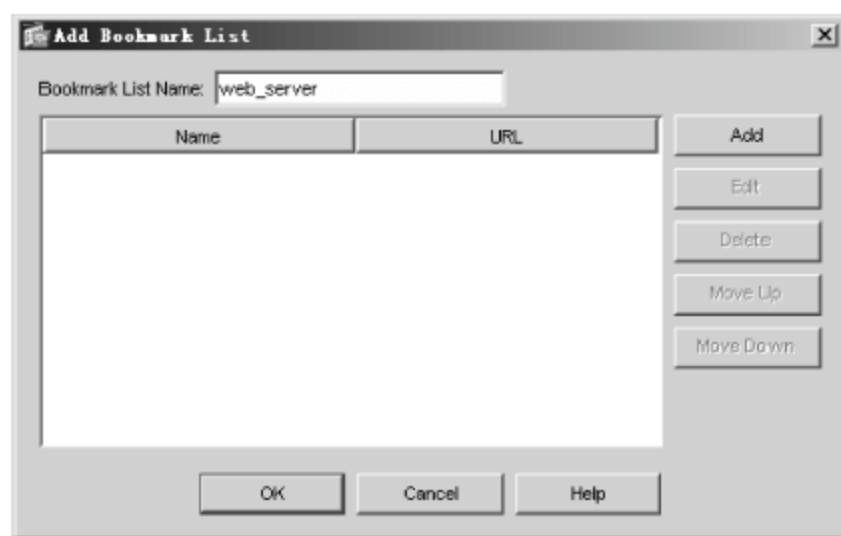 Add Bookmark List
Bookmark List Name: web_server
Name URL Add
Edit
Delete
Move Up
Move Down
OK Cancel Help